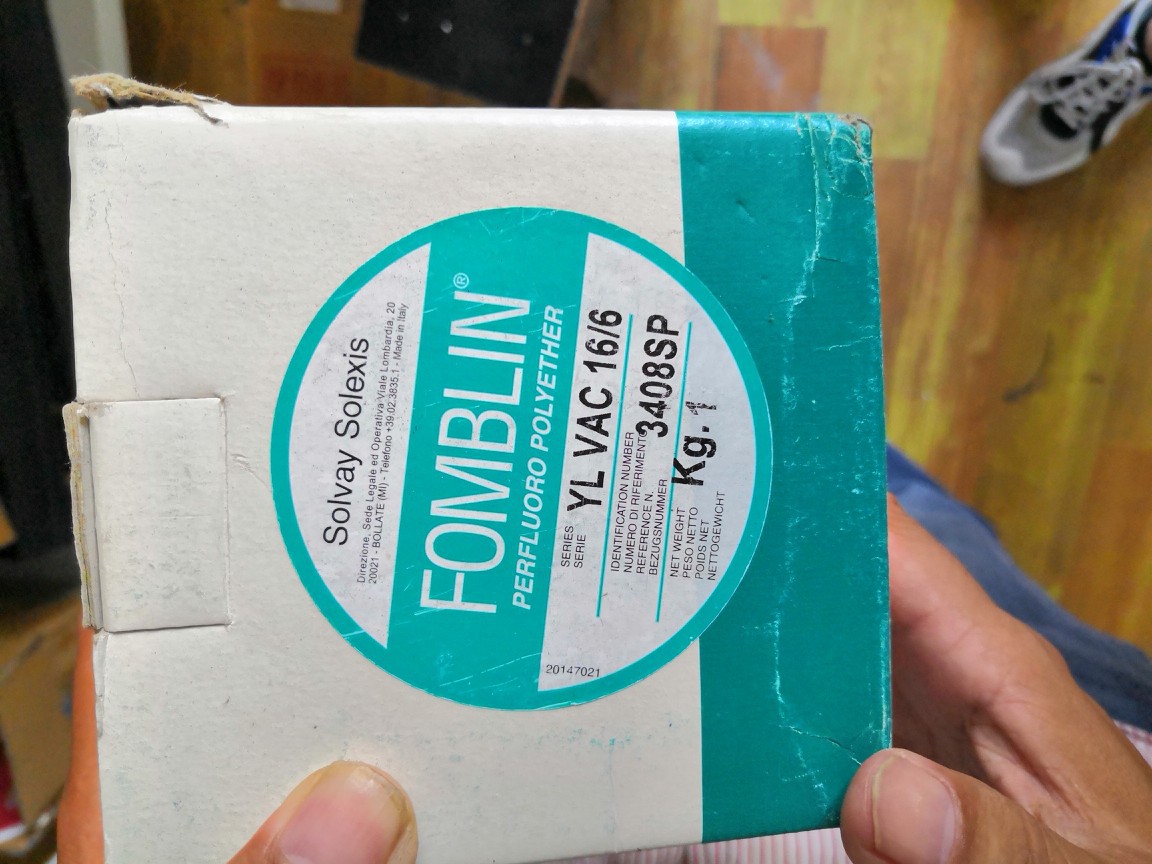 Solvay Solexis
Direzione, Sede Legale ed Operativa Viale Lombardia, 20
20021 - BOLLATE (MI) - Telefono +39.02.3835.1 - Made in Italy
FOMBLIN®
PERFLUORO POLYETHER
SERIES
SERIE
YL VAC 16/6
IDENTIFICATION NUMBER
NUMERO DI RIFERIMENTO
REFERENCE N.
BEZUGSNUMMER
3408SP
NET WEIGHT
PESO NETTO
POIDS NET
NETTOGEWICHT
Kg. 1
20147021